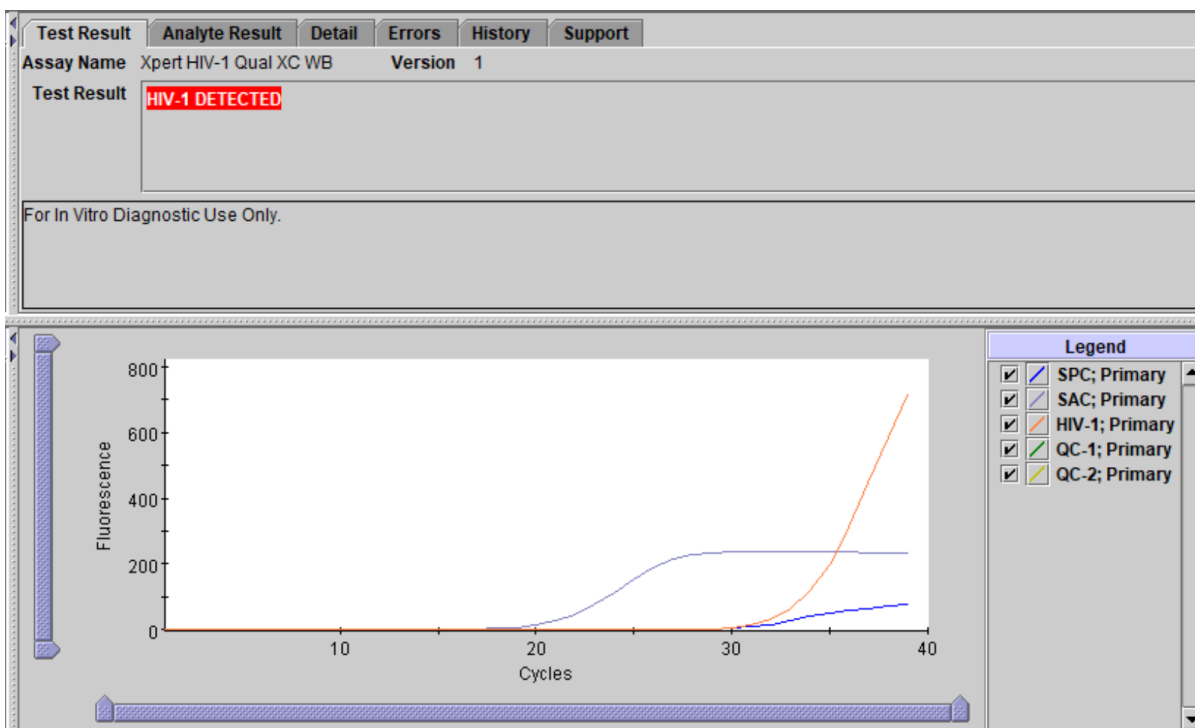 Test Result Analyte Result Detail Errors History Support
Assay Name Xpert HIV-1 Qual XC WB Version 1
Test Result HIV-1 DETECTED
For In Vitro Diagnostic Use Only.
800
600
400
200
0
Fluorescence
10 20 30 40
Cycles
Legend
SPC; Primary
SAC; Primary
HIV-1; Primary
QC-1; Primary
QC-2; Primary